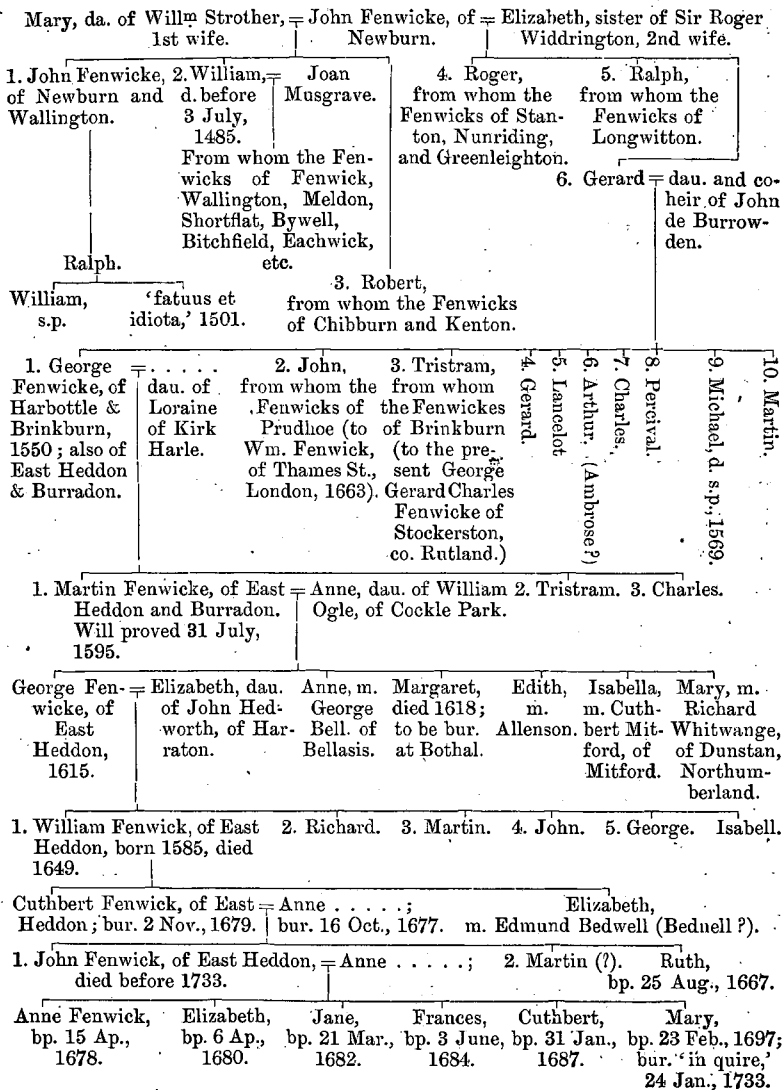 Mary, da. of Willm Strother, = John Fenwicke, of = Elizabeth, sister of Sir Roger
1st wife. Newburn. Widdrington, 2nd wife.
1. John Fenwicke,
of Newburn and
Wallington.
2. William, =
d. before
3 July,
1485.
Joan
Musgrave.
From whom the Fen-
wicks of Fenwick,
Wallington, Meldon,
Shortflat, Bywell,
Bitchfield, Eachwick,
etc.
4. Roger,
from whom the
Fenwicks of Stan-
ton, Nunriding,
and Greenleighton.
5. Ralph,
from whom the
Fenwicks of
Longwitton.
6. Gerard = dau. and co-
heir of John
de Burrow-
den.
Ralph.
William,
s.p.
‘fatuus et
idiota,’ 1501.
3. Robert,
from whom the Fenwicks
of Chibburn and Kenton.
1. George =
Fenwicke, of
Harbottle &
Brinkburn,
1550; also of
East Heddon
& Burradon.
. . . . .
dau. of
Loraine
of Kirk
Harle.
2. John,
from whom the
Fenwicks of
Prudhoe (to
Wm. Fenwick,
of Thames St.,
London, 1663).
3. Tristram,
from whom
the Fenwickes
of Brinkburn
(to the pre-
sent George
Gerard Charles
Fenwicke of
Stockerston,
co. Rutland.)
4. Gerard.
5. Lancelot
6. Arthur. (Ambrose?)
7. Charles.
8. Percival.
9. Michael, d. s.p., 1569.
10. Martin.
1. Martin Fenwicke, of East =
Heddon and Burradon.
Will proved 31 July,
1595.
Anne, dau. of William
Ogle, of Cockle Park.
2. Tristram. 3. Charles.
George Fen- =
wicke, of
East
Heddon,
1615.
Elizabeth, dau.
of John Hed-
worth, of Har-
raton.
Anne, m.
George
Bell. of
Bellasis.
Margaret,
died 1618;
to be bur.
at Bothal.
Edith,
m.
Allenson.
Isabella,
m. Cuth-
bert Mit-
ford, of
Mitford.
Mary, m.
Richard
Whitwange,
of Dunstan,
Northum-
berland.
1. William Fenwick, of East
Heddon, born 1585, died
1649.
2. Richard. 3. Martin. 4. John. 5. George. Isabell.
Cuthbert Fenwick, of East =
Heddon; bur. 2 Nov., 1679.
Anne . . . . . ;
bur. 16 Oct., 1677.
Elizabeth,
m. Edmund Bedwell (Bednell ?).
1. John Fenwick, of East Heddon, = Anne . . . . . ;
died before 1733.
2. Martin (?).
Ruth,
bp. 25 Aug., 1667.
Anne Fenwick,
bp. 15 Ap.,
1678.
Elizabeth,
bp. 6 Ap.,
1680.
Jane,
bp. 21 Mar.,
1682.
Frances,
bp. 3 June,
1684.
Cuthbert,
bp. 31 Jan.,
1687.
Mary,
bp. 23 Feb., 1697;
bur. ‘in quire,’
24 Jan., 1733.